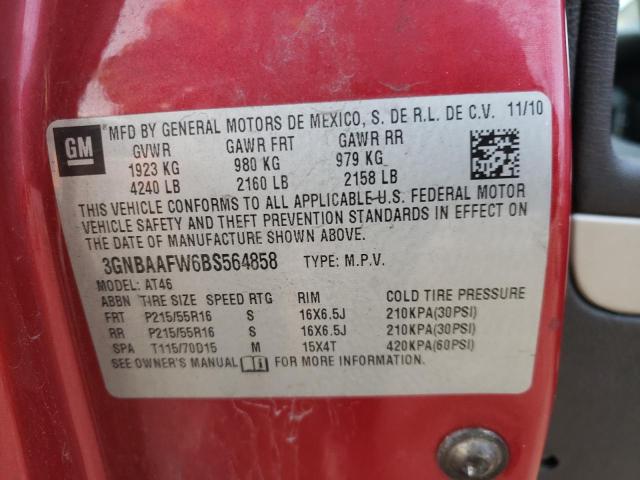 GM
MFD BY GENERAL MOTORS DE MEXICO, S. DE R.L. DE C.V. 11/10
GVWR GAWR FRT GAWR RR
1923 KG 980 KG 979 KG
4240 LB 2160 LB 2158 LB
THIS VEHICLE CONFORMS TO ALL APPLICABLE U.S. FEDERAL MOTOR
VEHICLE SAFETY AND THEFT PREVENTION STANDARDS IN EFFECT ON
THE DATE OF MANUFACTURE SHOWN ABOVE.
3GNBAAFW6BS564858 TYPE: M.P.V.
MODEL: AT46
ABBN TIRE SIZE SPEED RTG RIM COLD TIRE PRESSURE
FRT P215/55R16 S 16X6.5J 210KPA(30PSI)
RR P215/55R16 S 16X6.5J 210KPA(30PSI)
SPA T115/70D15 M 15X4T 420KPA(60PSI)
SEE OWNER'S MANUAL FOR MORE INFORMATION.